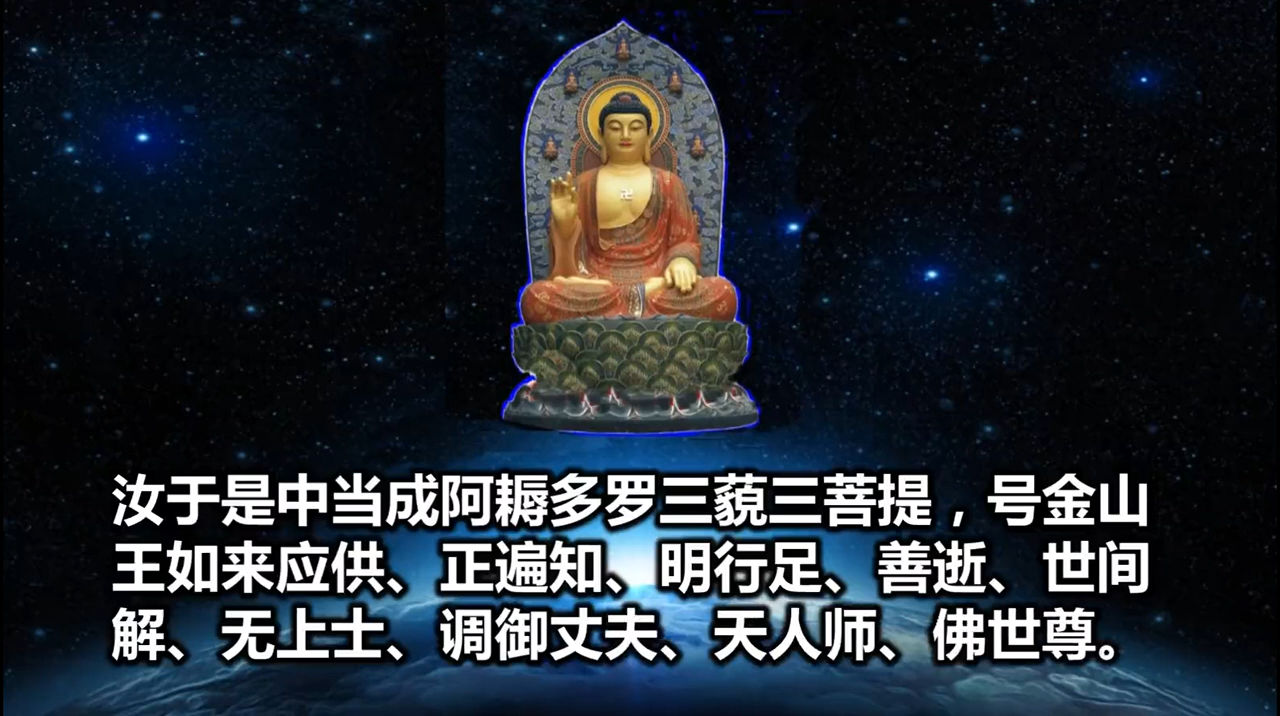 卍
汝于是中当成阿耨多罗三藐三菩提，号金山
王如来应供、正遍知、明行足、善逝、世间
解、无上士、调御丈夫、天人师、佛世尊。